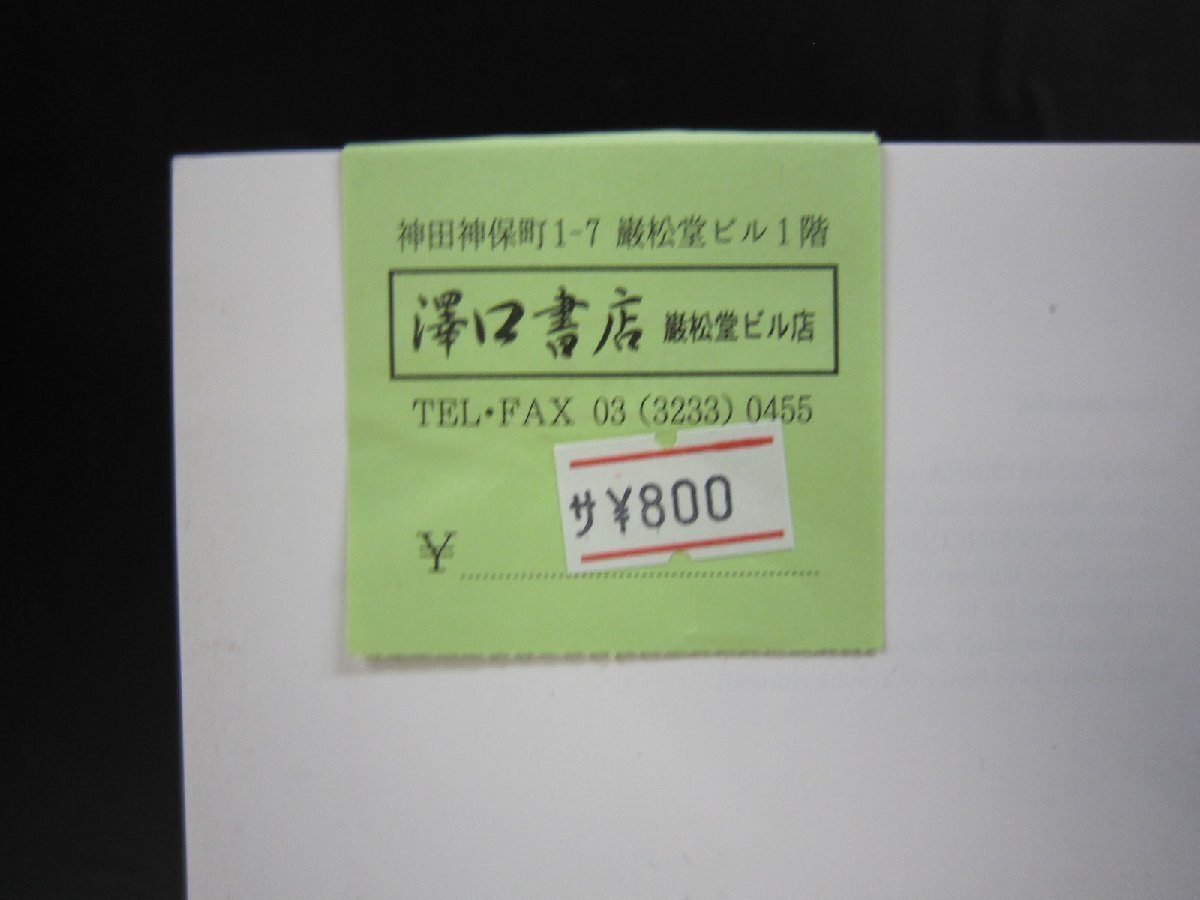 神田神保町1-7 巌松堂ビル1階
澤口書店 巌松堂ビル店
TEL・FAX 03(3233)0455
サ¥800
¥